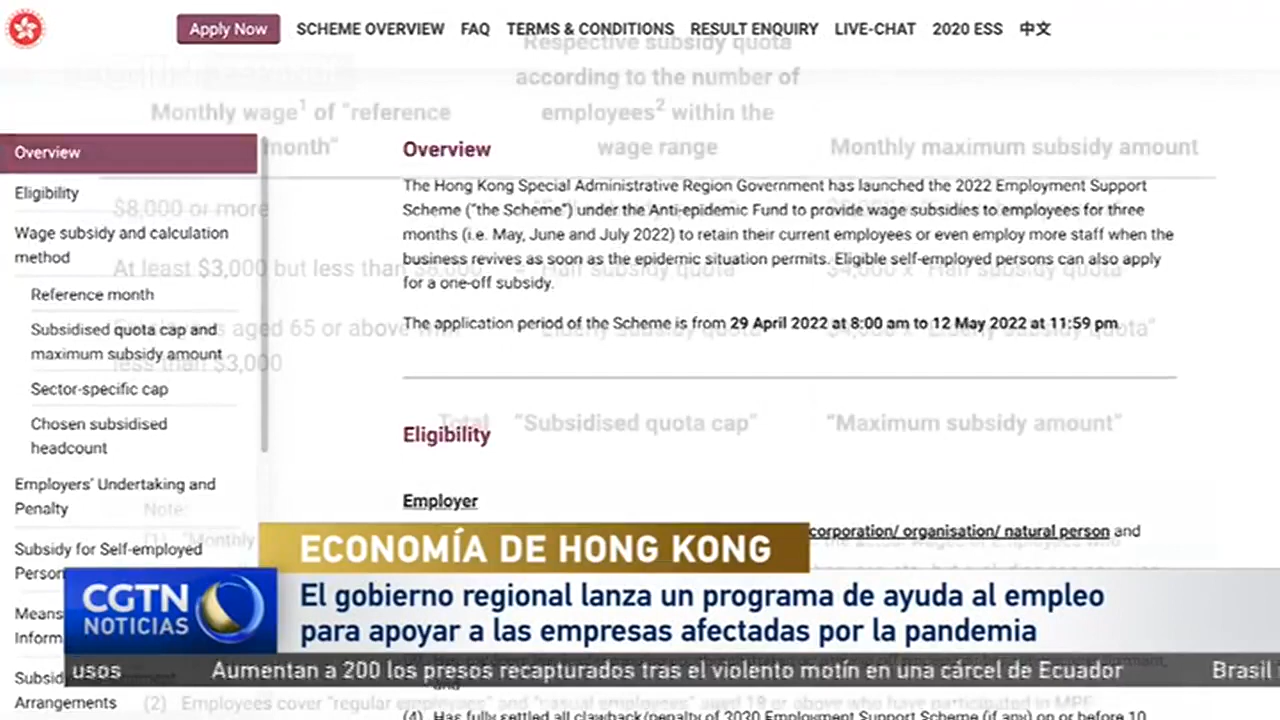 Apply Now SCHEME OVERVIEW FAQ TERMS & CONDITIONS RESULT ENQUIRY LIVE-CHAT 2020 ESS 中文
Respective subsidy quota
according to the number of
Monthly wage¹ of "reference
employees² within the
month"
wage range
Monthly maximum subsidy amount
$8,000 or more
At least $3,000 but less than $8,000
"Half subsidy quota"
$4,000 x "Half subsidy quota"
aged 65 or above with
less than $3,000
"Elderly subsidy quota"
$4,000 x "Elderly subsidy quota"
Total "Subsidised quota cap" "Maximum subsidy amount"
Note:
(1) "Monthly
(2) Employees cover "regular employees" and "casual employees" aged 18 or above who have participated in MPF
Overview
Eligibility
Wage subsidy and calculation
method
Reference month
Subsidised quota cap and
maximum subsidy amount
Sector-specific cap
Chosen subsidised
headcount
Employers' Undertaking and
Penalty
Subsidy for Self-employed
Person
Means
Inform
Subsid
Arrangements
Overview
The Hong Kong Special Administrative Region Government has launched the 2022 Employment Support
Scheme ("the Scheme") under the Anti-epidemic Fund to provide wage subsidies to employees for three
months (i.e. May, June and July 2022) to retain their current employees or even employ more staff when the
business revives as soon as the epidemic situation permits. Eligible self-employed persons can also apply
for a one-off subsidy.
The application period of the Scheme is from 29 April 2022 at 8:00 am to 12 May 2022 at 11:59 pm.
Eligibility
Employer
corporation/ organisation/ natural person and
and
(4) Has fully settled all clawback/penalty of 2020 Employment Support Scheme (if any) on or before 10
ECONOMÍA DE HONG KONG
El gobierno regional lanza un programa de ayuda al empleo
para apoyar a las empresas afectadas por la pandemia
CGTN
NOTICIAS
usos Aumentan a 200 los presos recapturados tras el violento motín en una cárcel de Ecuador Brasil